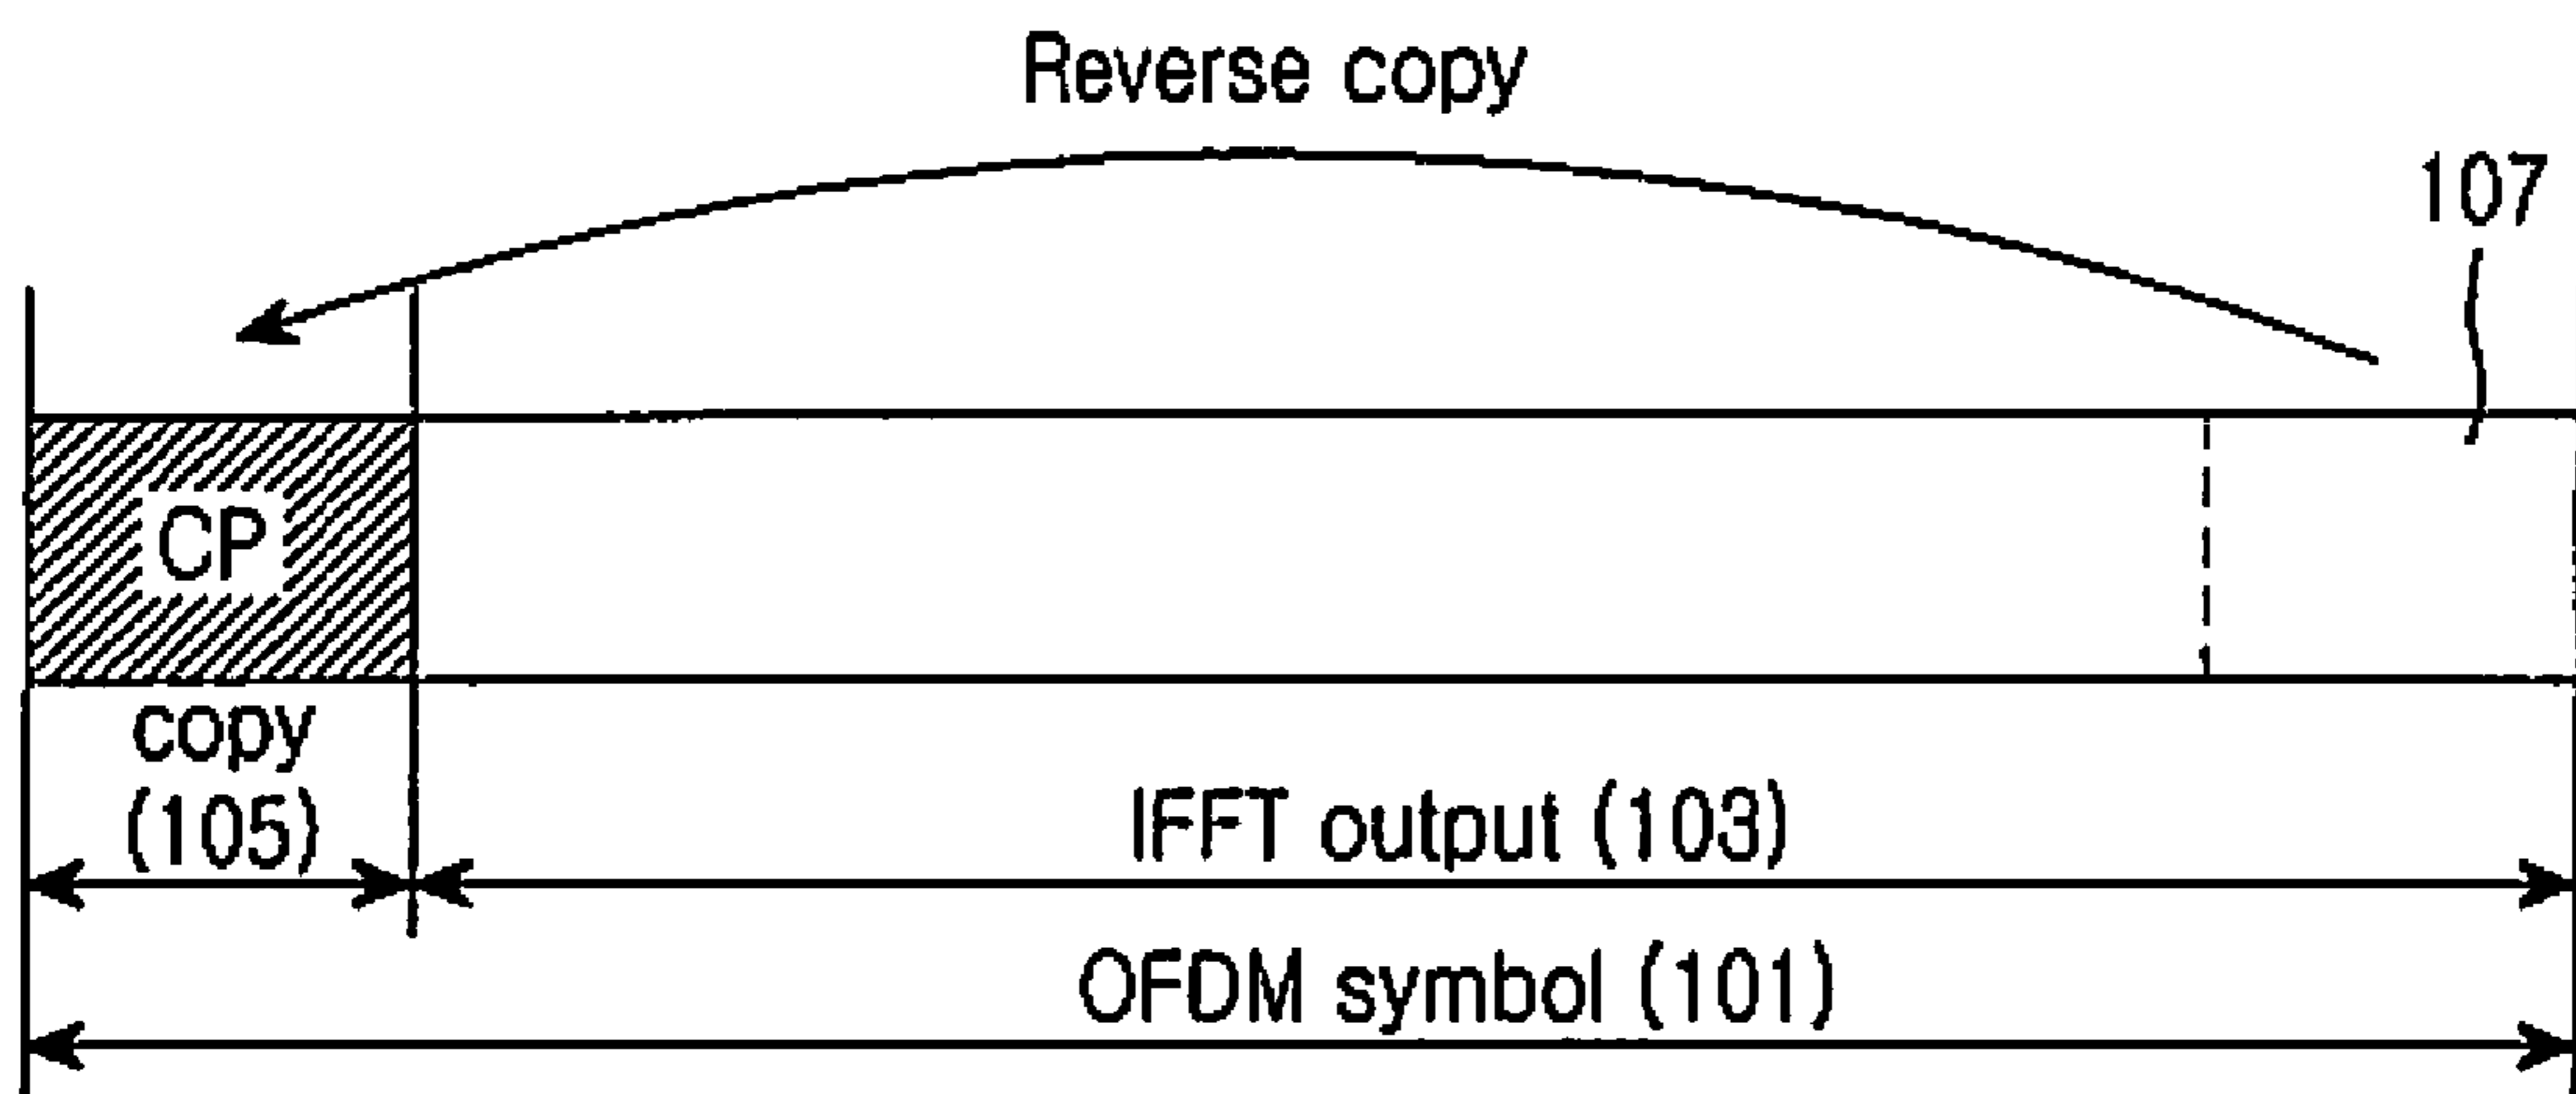 Reverse copy
107
CP
copy
(105)
IFFT output (103)
OFDM symbol (101)